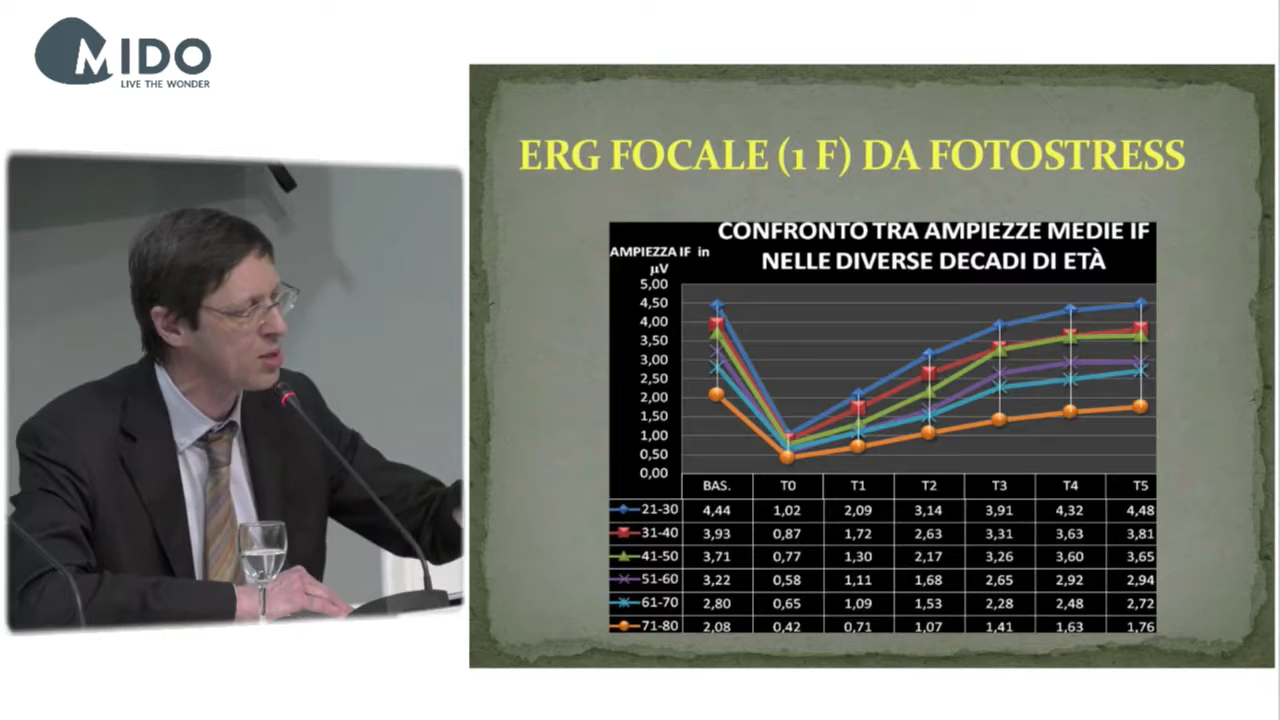 MIDO
LIVE THE WONDER
ERG FOCALE (1 F) DA FOTOSTRESS
CONFRONTO TRA AMPIEZZE MEDIE IF
NELLE DIVERSE DECADI DI ETÀ
AMPIEZZA IF in
µV
5,00
4,50
4,00
3,50
3,00
2,50
2,00
1,50
1,00
0,50
0,00
BAS. T0 T1 T2 T3 T4 T5
21-30 4,44 1,02 2,09 3,14 3,91 4,32 4,48
31-40 3,93 0,87 1,72 2,63 3,31 3,63 3,81
41-50 3,71 0,77 1,30 2,17 3,26 3,60 3,65
51-60 3,22 0,58 1,11 1,68 2,65 2,92 2,94
61-70 2,80 0,65 1,09 1,53 2,28 2,48 2,72
71-80 2,08 0,42 0,71 1,07 1,41 1,63 1,76